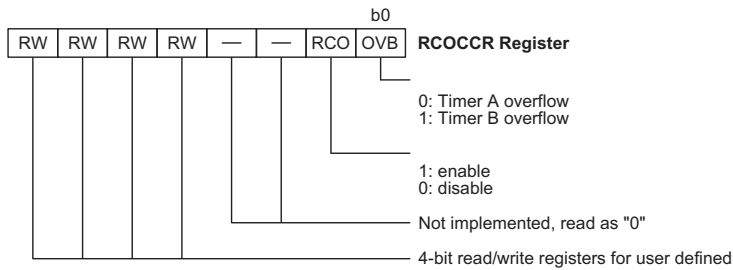 b0
RW RW RW RW — — RCO OVB RCOCCR Register
0: Timer A overflow
1: Timer B overflow
1: enable
0: disable
Not implemented, read as "0"
4-bit read/write registers for user defined